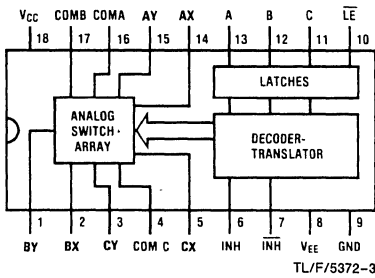 VCC COMB COMA AY AX A B C LE
18 17 16 15 14 13 12 11 10
LATCHES
ANALOG
SWITCH·
ARRAY
DECODER-
TRANSLATOR
1 2 3 4 5 6 7 8 9
BY BX CY COM C CX INH INH VEE GND
TL/F/5372-3